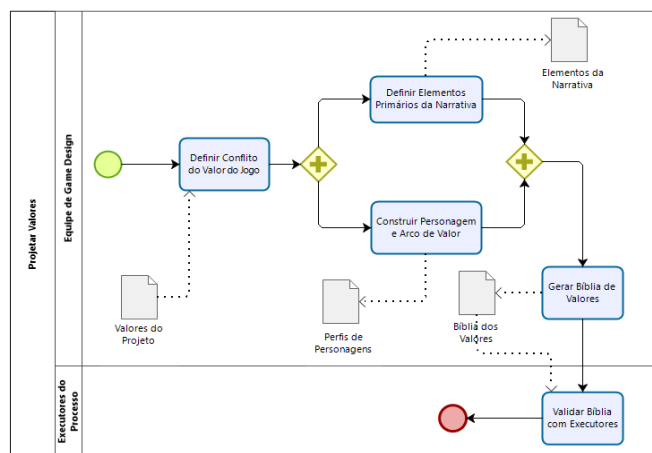 Projetar Valores
Equipe de Game Design
Definir Conflito
do Valor do Jogo
Definir Elementos
Primários da Narrativa
Elementos da
Narrativa
Construir Personagem
e Arco de Valor
Valores do
Projeto
Perfis de
Personagens
Bíblia dos
Valores
Gerar Bíblia de
Valores
Executores do
Processo
Validar Bíblia
com Executores